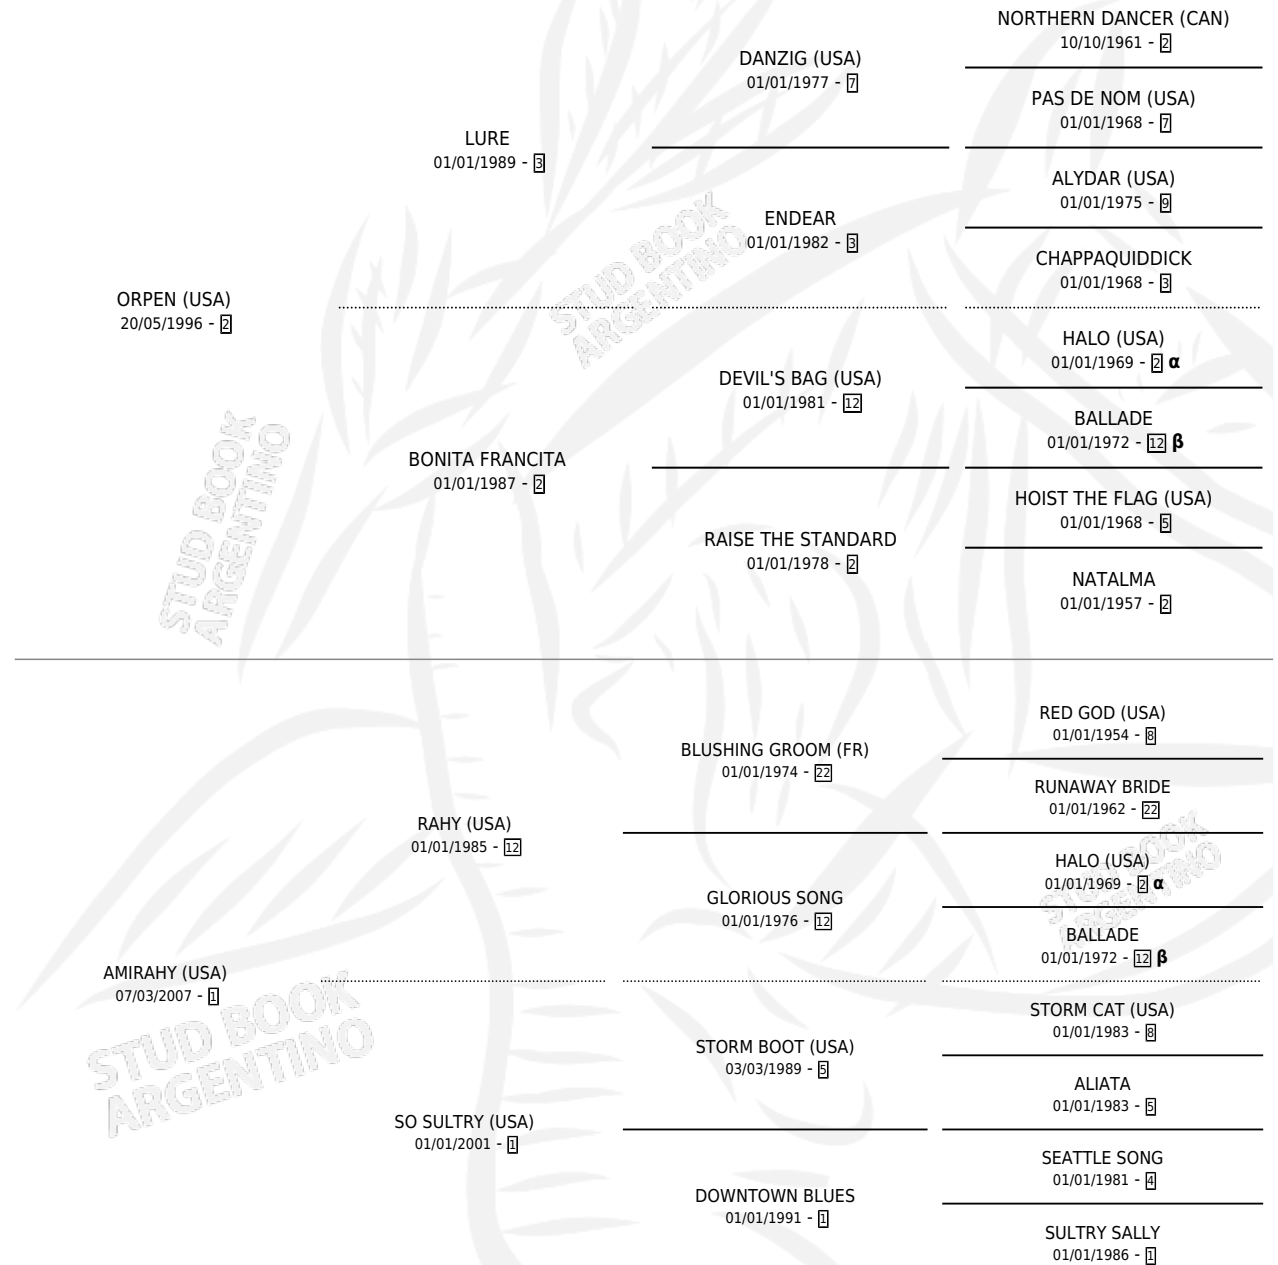 NORTHERN DANCER (CAN)
10/10/1961 - 2
DANZIG (USA)
01/01/1977 - 7
PAS DE NOM (USA)
01/01/1968 - 7
LURE
01/01/1989 - 3
ALYDAR (USA)
01/01/1975 - 9
ENDEAR
01/01/1982 - 3
CHAPPAQUIDDICK
01/01/1968 - 3
ORPEN (USA)
20/05/1996 - 2
HALO (USA)
01/01/1969 - 2 α
DEVIL'S BAG (USA)
01/01/1981 - 12
BALLADE
01/01/1972 - 12 β
BONITA FRANCITA
01/01/1987 - 2
HOIST THE FLAG (USA)
01/01/1968 - 5
RAISE THE STANDARD
01/01/1978 - 2
NATALMA
01/01/1957 - 2
RED GOD (USA)
01/01/1954 - 8
BLUSHING GROOM (FR)
01/01/1974 - 22
RUNAWAY BRIDE
01/01/1962 - 22
RAHY (USA)
01/01/1985 - 12
HALO (USA)
01/01/1969 - 2 α
GLORIOUS SONG
01/01/1976 - 12
BALLADE
01/01/1972 - 12 β
AMIRAHY (USA)
07/03/2007 - 1
STORM CAT (USA)
01/01/1983 - 8
STORM BOOT (USA)
03/03/1989 - 5
ALIATA
01/01/1983 - 5
SO SULTRY (USA)
01/01/2001 - 1
SEATTLE SONG
01/01/1981 - 4
DOWNTOWN BLUES
01/01/1991 - 1
SULTRY SALLY
01/01/1986 - 1
STUD BOOK
ARGENTINO
STUD BOOK
ARGENTINO
STUD BOOK
ARGENTINO
STUD BOOK
ARGENTINO